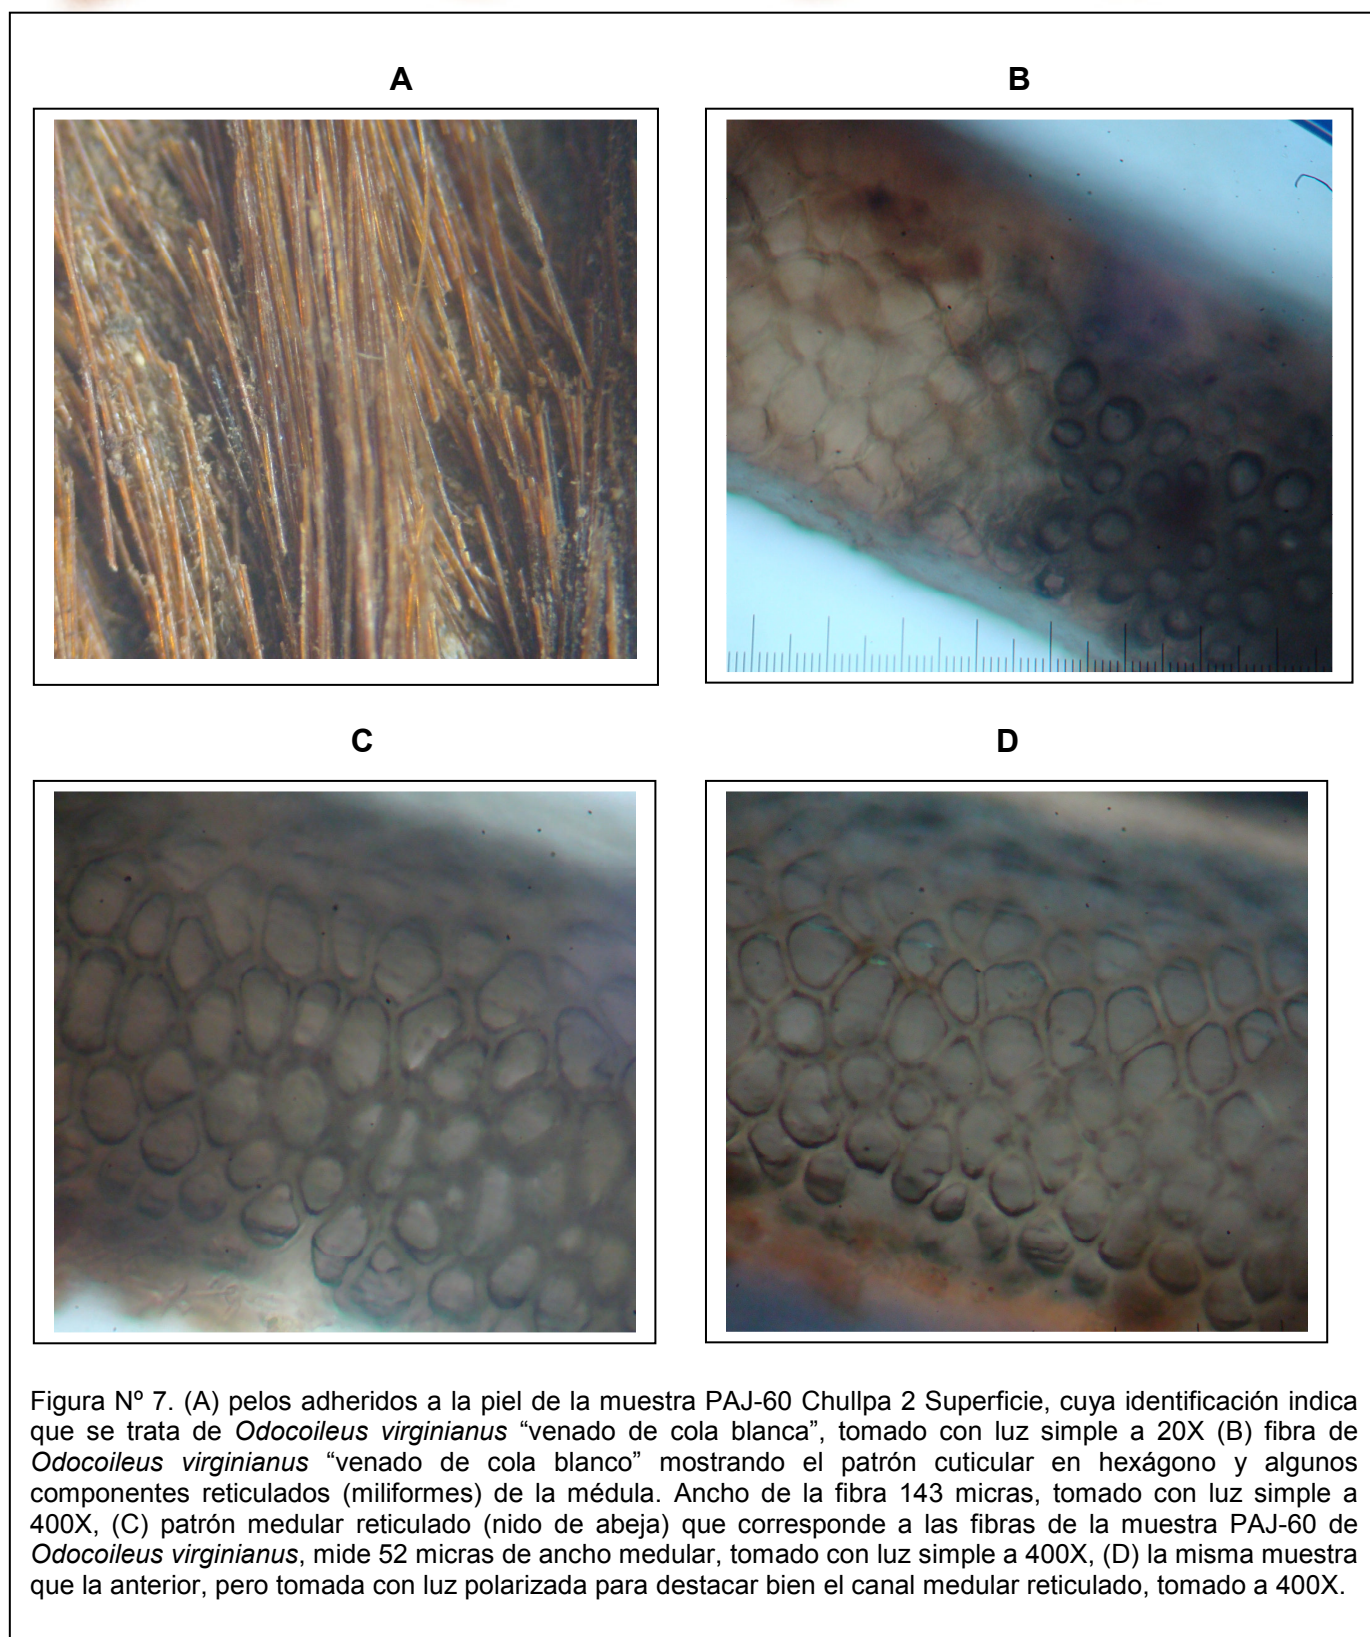 A
B
C
D
Figura Nº 7. (A) pelos adheridos a la piel de la muestra PAJ-60 Chullpa 2 Superficie, cuya identificación indica
que se trata de Odocoileus virginianus “venado de cola blanca”, tomado con luz simple a 20X (B) fibra de
Odocoileus virginianus “venado de cola blanco” mostrando el patrón cuticular en hexágono y algunos
componentes reticulados (miliformes) de la médula. Ancho de la fibra 143 micras, tomado con luz simple a
400X, (C) patrón medular reticulado (nido de abeja) que corresponde a las fibras de la muestra PAJ-60 de
Odocoileus virginianus, mide 52 micras de ancho medular, tomado con luz simple a 400X, (D) la misma muestra
que la anterior, pero tomada con luz polarizada para destacar bien el canal medular reticulado, tomado a 400X.